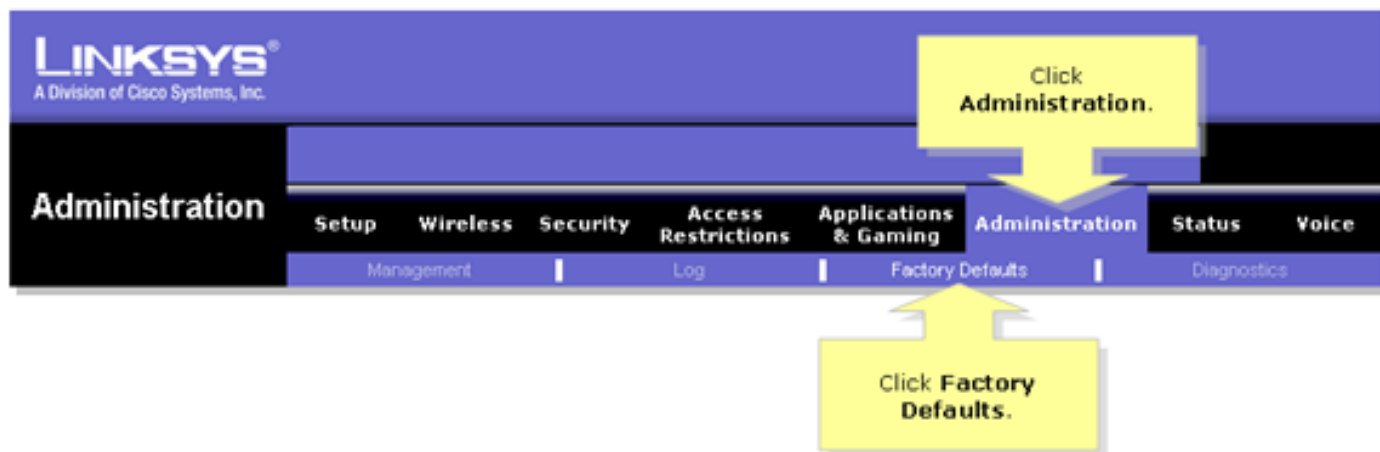 LINKSYS®
A Division of Cisco Systems, Inc.
Click
Administration.
Administration
Setup Wireless Security Access Restrictions Applications & Gaming Administration Status Voice
Management Log Factory Defaults Diagnostics
Click Factory
Defaults.